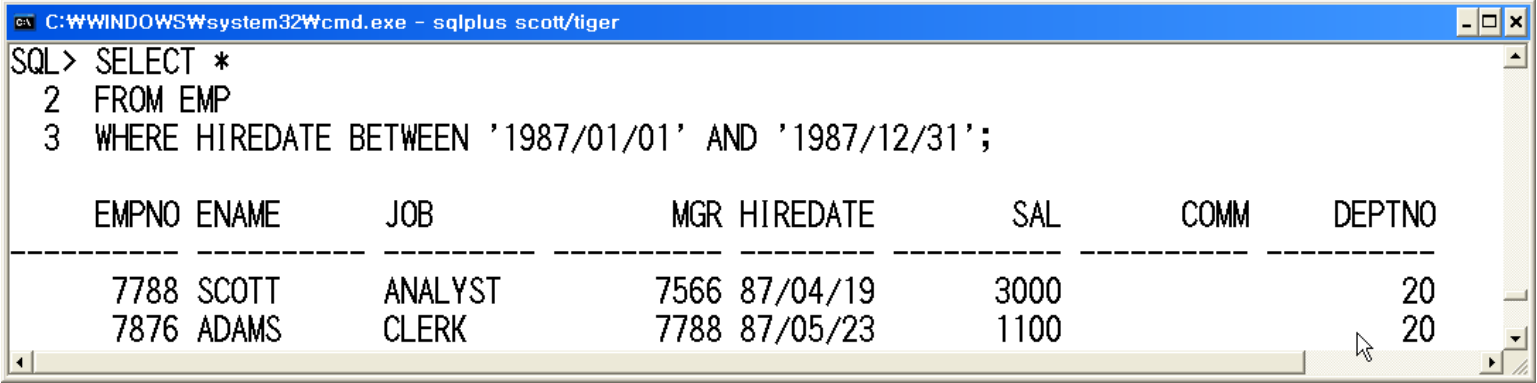 C:₩WINDOWS₩system32₩cmd.exe - sqlplus scott/tiger
SQL> SELECT *
  2  FROM EMP
  3  WHERE HIREDATE BETWEEN '1987/01/01' AND '1987/12/31';

     EMPNO ENAME      JOB              MGR HIREDATE        SAL       COMM     DEPTNO
---------- ---------- --------- ---------- -------- ---------- ---------- ----------
      7788 SCOTT      ANALYST         7566 87/04/19       3000                    20
      7876 ADAMS      CLERK           7788 87/05/23       1100                    20